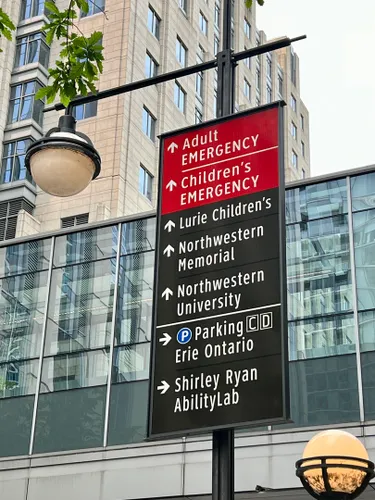 ↑ Adult
EMERGENCY
↑ Children's
EMERGENCY
↑ Lurie Children's
↑ Northwestern
Memorial
↑ Northwestern
University
→ P Parking C D
Erie Ontario
→ Shirley Ryan
AbilityLab